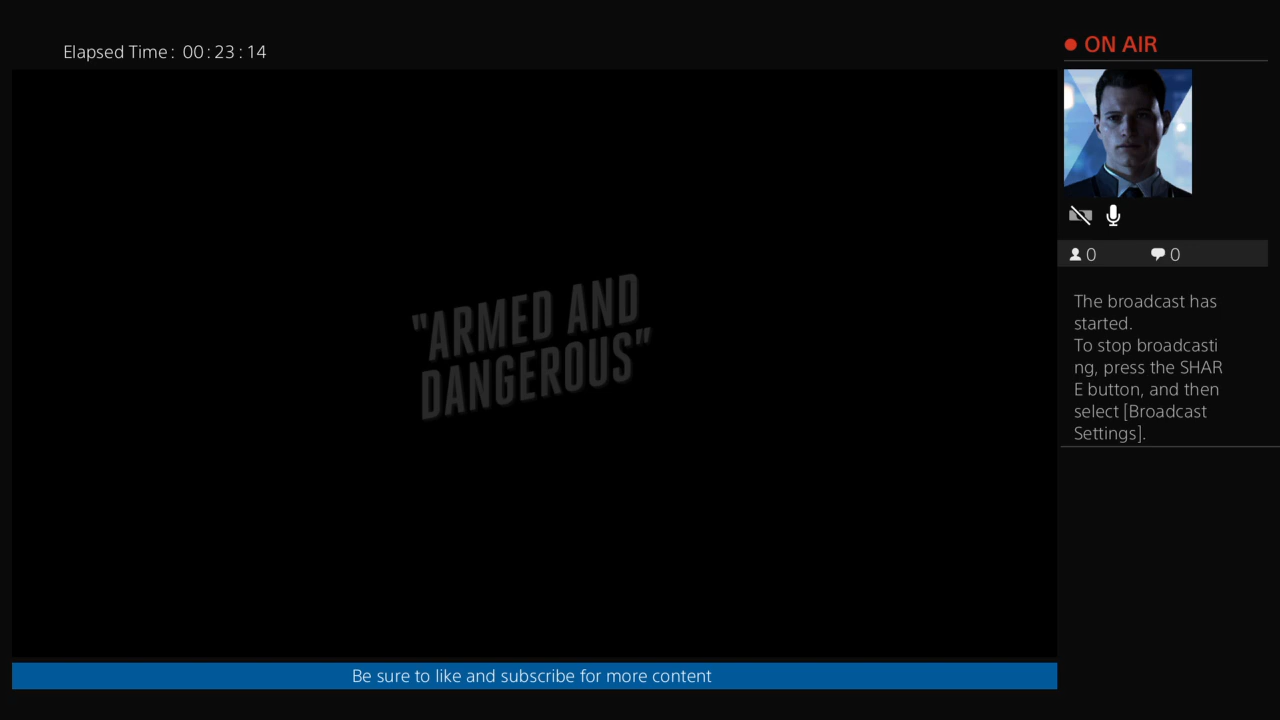 Elapsed Time: 00:23:14
ON AIR
0 0
"ARMED AND
DANGEROUS"
The broadcast has
started.
To stop broadcasti
ng, press the SHAR
E button, and then
select [Broadcast
Settings].
Be sure to like and subscribe for more content